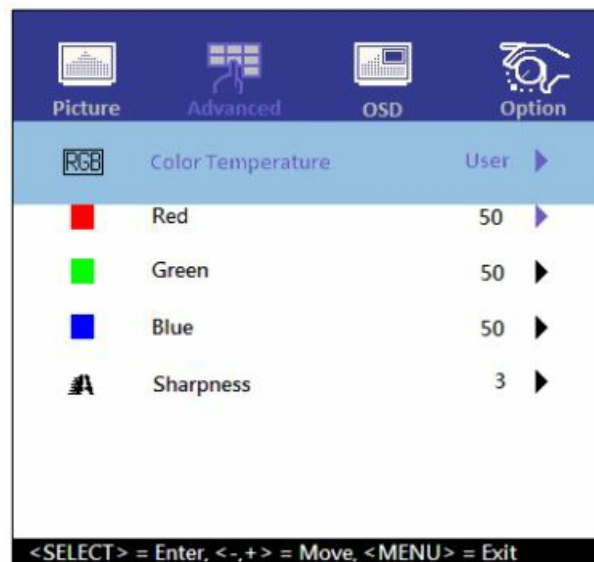 Picture Advanced OSD Option
RGB Color Temperature User
Red 50
Green 50
Blue 50
Sharpness 3
<SELECT> = Enter, <-,+> = Move, <MENU> = Exit